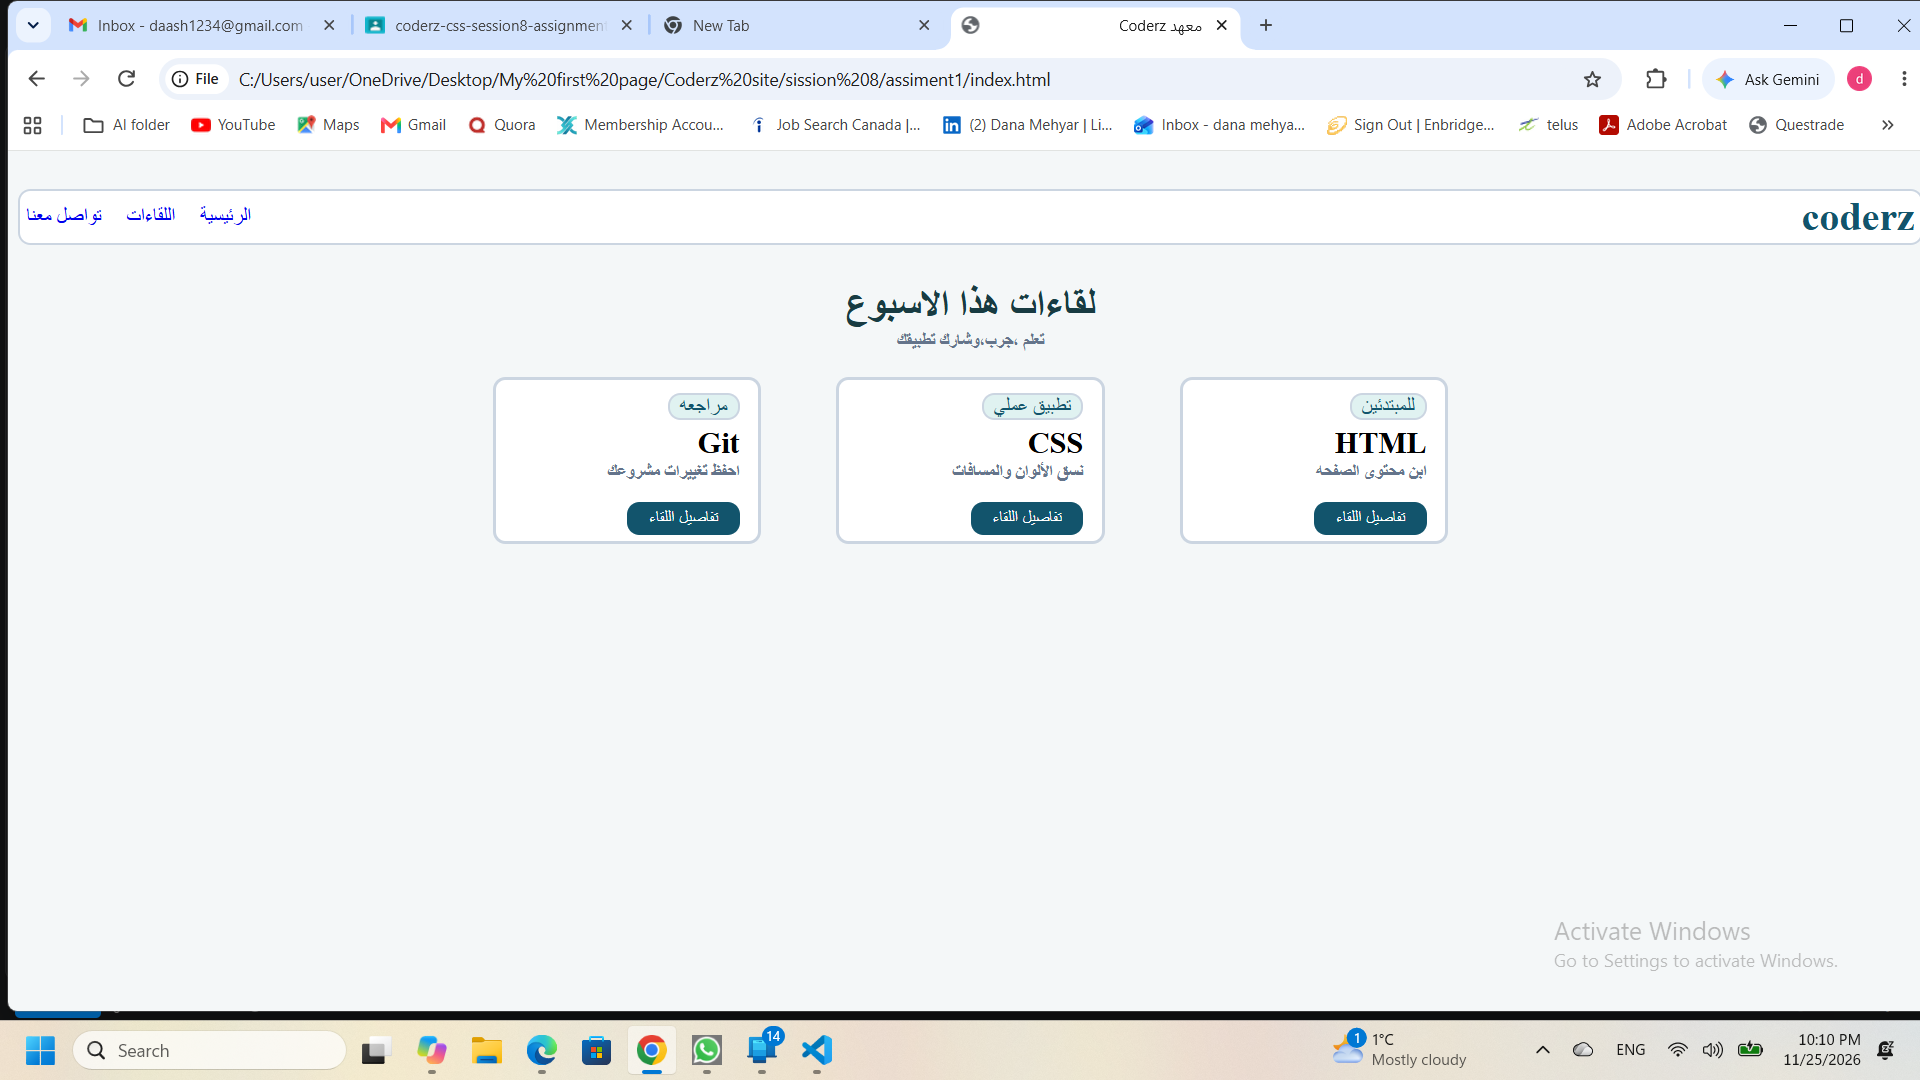 Inbox - daash1234@gmail.com
coderz-css-session8-assignment
New Tab
معهد Coderz
File
C:/Users/user/OneDrive/Desktop/My%20first%20page/Coderz%20site/sission%208/assiment1/index.html
Ask Gemini
d
AI folder
YouTube
Maps
Gmail
Quora
Membership Accou...
Job Search Canada |...
(2) Dana Mehyar | Li...
Inbox - dana mehya...
Sign Out | Enbridge...
telus
Adobe Acrobat
Questrade
coderz
الرئيسية
اللقاءات
تواصل معنا
لقاءات هذا الاسبوع
تعلم ،جرب،وشارك تطبيقك
للمبتدئين
HTML
ابن محتوى الصفحه
تفاصيل اللقاء
تطبيق عملي
CSS
نسق الألوان والمسافات
تفاصيل اللقاء
مراجعه
Git
احفظ تغييرات مشروعك
تفاصيل اللقاء
Activate Windows
Go to Settings to activate Windows.
Search
14
1
1°C
Mostly cloudy
ENG
10:10 PM
11/25/2026